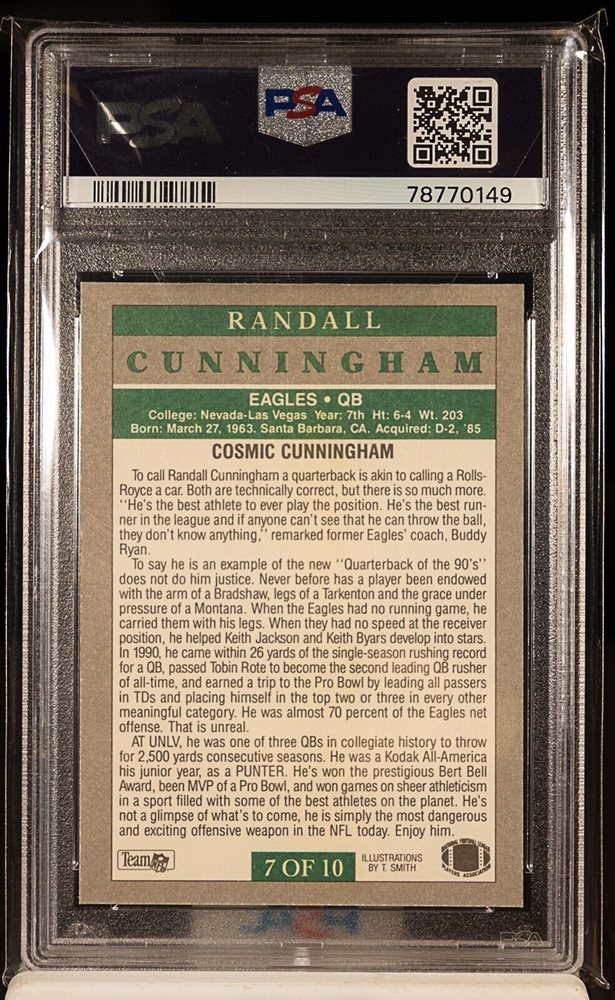 PSA
PSA
78770149
RANDALL
CUNNINGHAM
EAGLES • QB
College: Nevada-Las Vegas Year: 7th Ht: 6-4 Wt. 203
Born: March 27, 1963. Santa Barbara, CA. Acquired: D-2, '85
COSMIC CUNNINGHAM
To call Randall Cunningham a quarterback is akin to calling a Rolls-
Royce a car. Both are technically correct, but there is so much more.
"He's the best athlete to ever play the position. He's the best run-
ner in the league and if anyone can't see that he can throw the ball,
they don't know anything," remarked former Eagles' coach, Buddy
Ryan.
To say he is an example of the new "Quarterback of the 90's"
does not do him justice. Never before has a player been endowed
with the arm of a Bradshaw, legs of a Tarkenton and the grace under
pressure of a Montana. When the Eagles had no running game, he
carried them with his legs. When they had no speed at the receiver
position, he helped Keith Jackson and Keith Byars develop into stars.
In 1990, he came within 26 yards of the single-season rushing record
for a QB, passed Tobin Rote to become the second leading QB rusher
of all-time, and earned a trip to the Pro Bowl by leading all passers
in TDs and placing himself in the top two or three in every other
meaningful category. He was almost 70 percent of the Eagles net
offense. That is unreal.
AT UNLV, he was one of three QBs in collegiate history to throw
for 2,500 yards consecutive seasons. He was a Kodak All-America
his junior year, as a PUNTER. He's won the prestigious Bert Bell
Award, been MVP of a Pro Bowl, and won games on sheer athleticism
in a sport filled with some of the best athletes on the planet. He's
not a glimpse of what's to come, he is simply the most dangerous
and exciting offensive weapon in the NFL today. Enjoy him.
Team NFL
7 OF 10
ILLUSTRATIONS
BY T. SMITH
NATIONAL FOOTBALL LEAGUE
PLAYERS ASSOCIATION
PSA